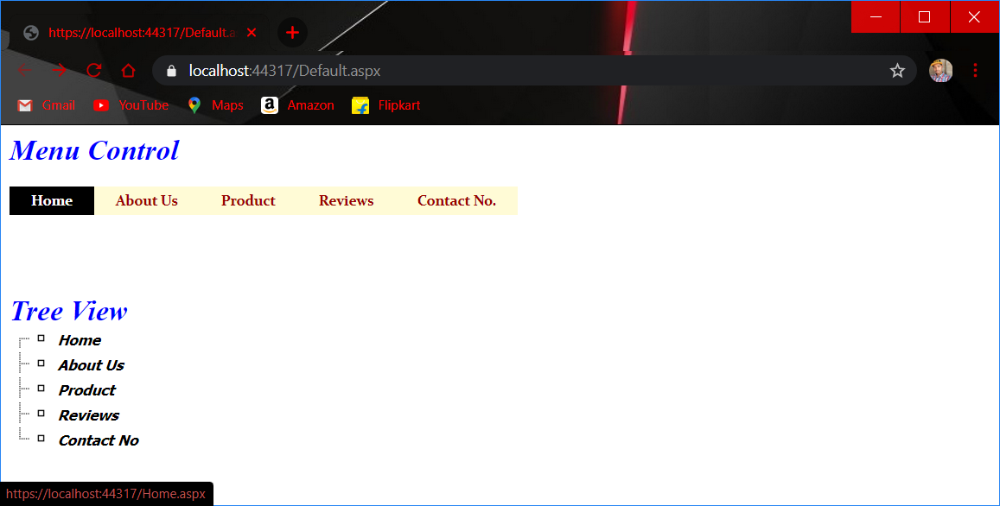 https://localhost:44317/Default.a
localhost:44317/Default.aspx
Gmail YouTube Maps a Amazon Flipkart
Menu Control
Home About Us Product Reviews Contact No.
Tree View
Home
About Us
Product
Reviews
Contact No
https://localhost:44317/Home.aspx